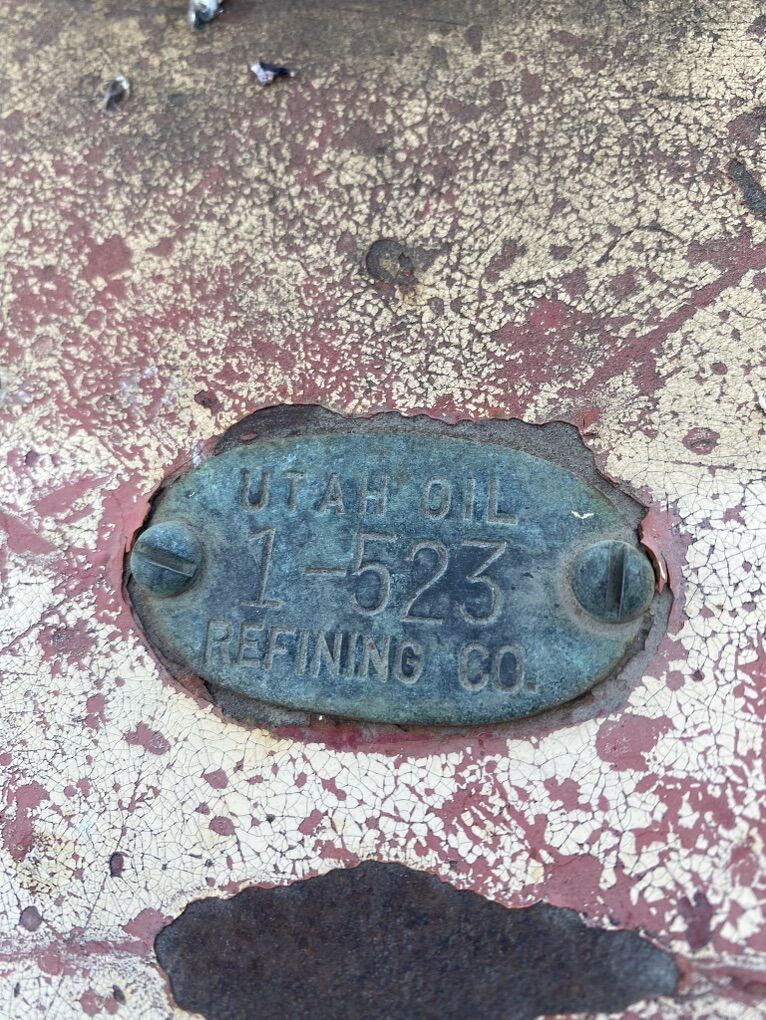 UTAH OIL
1-523
REFINING CO.